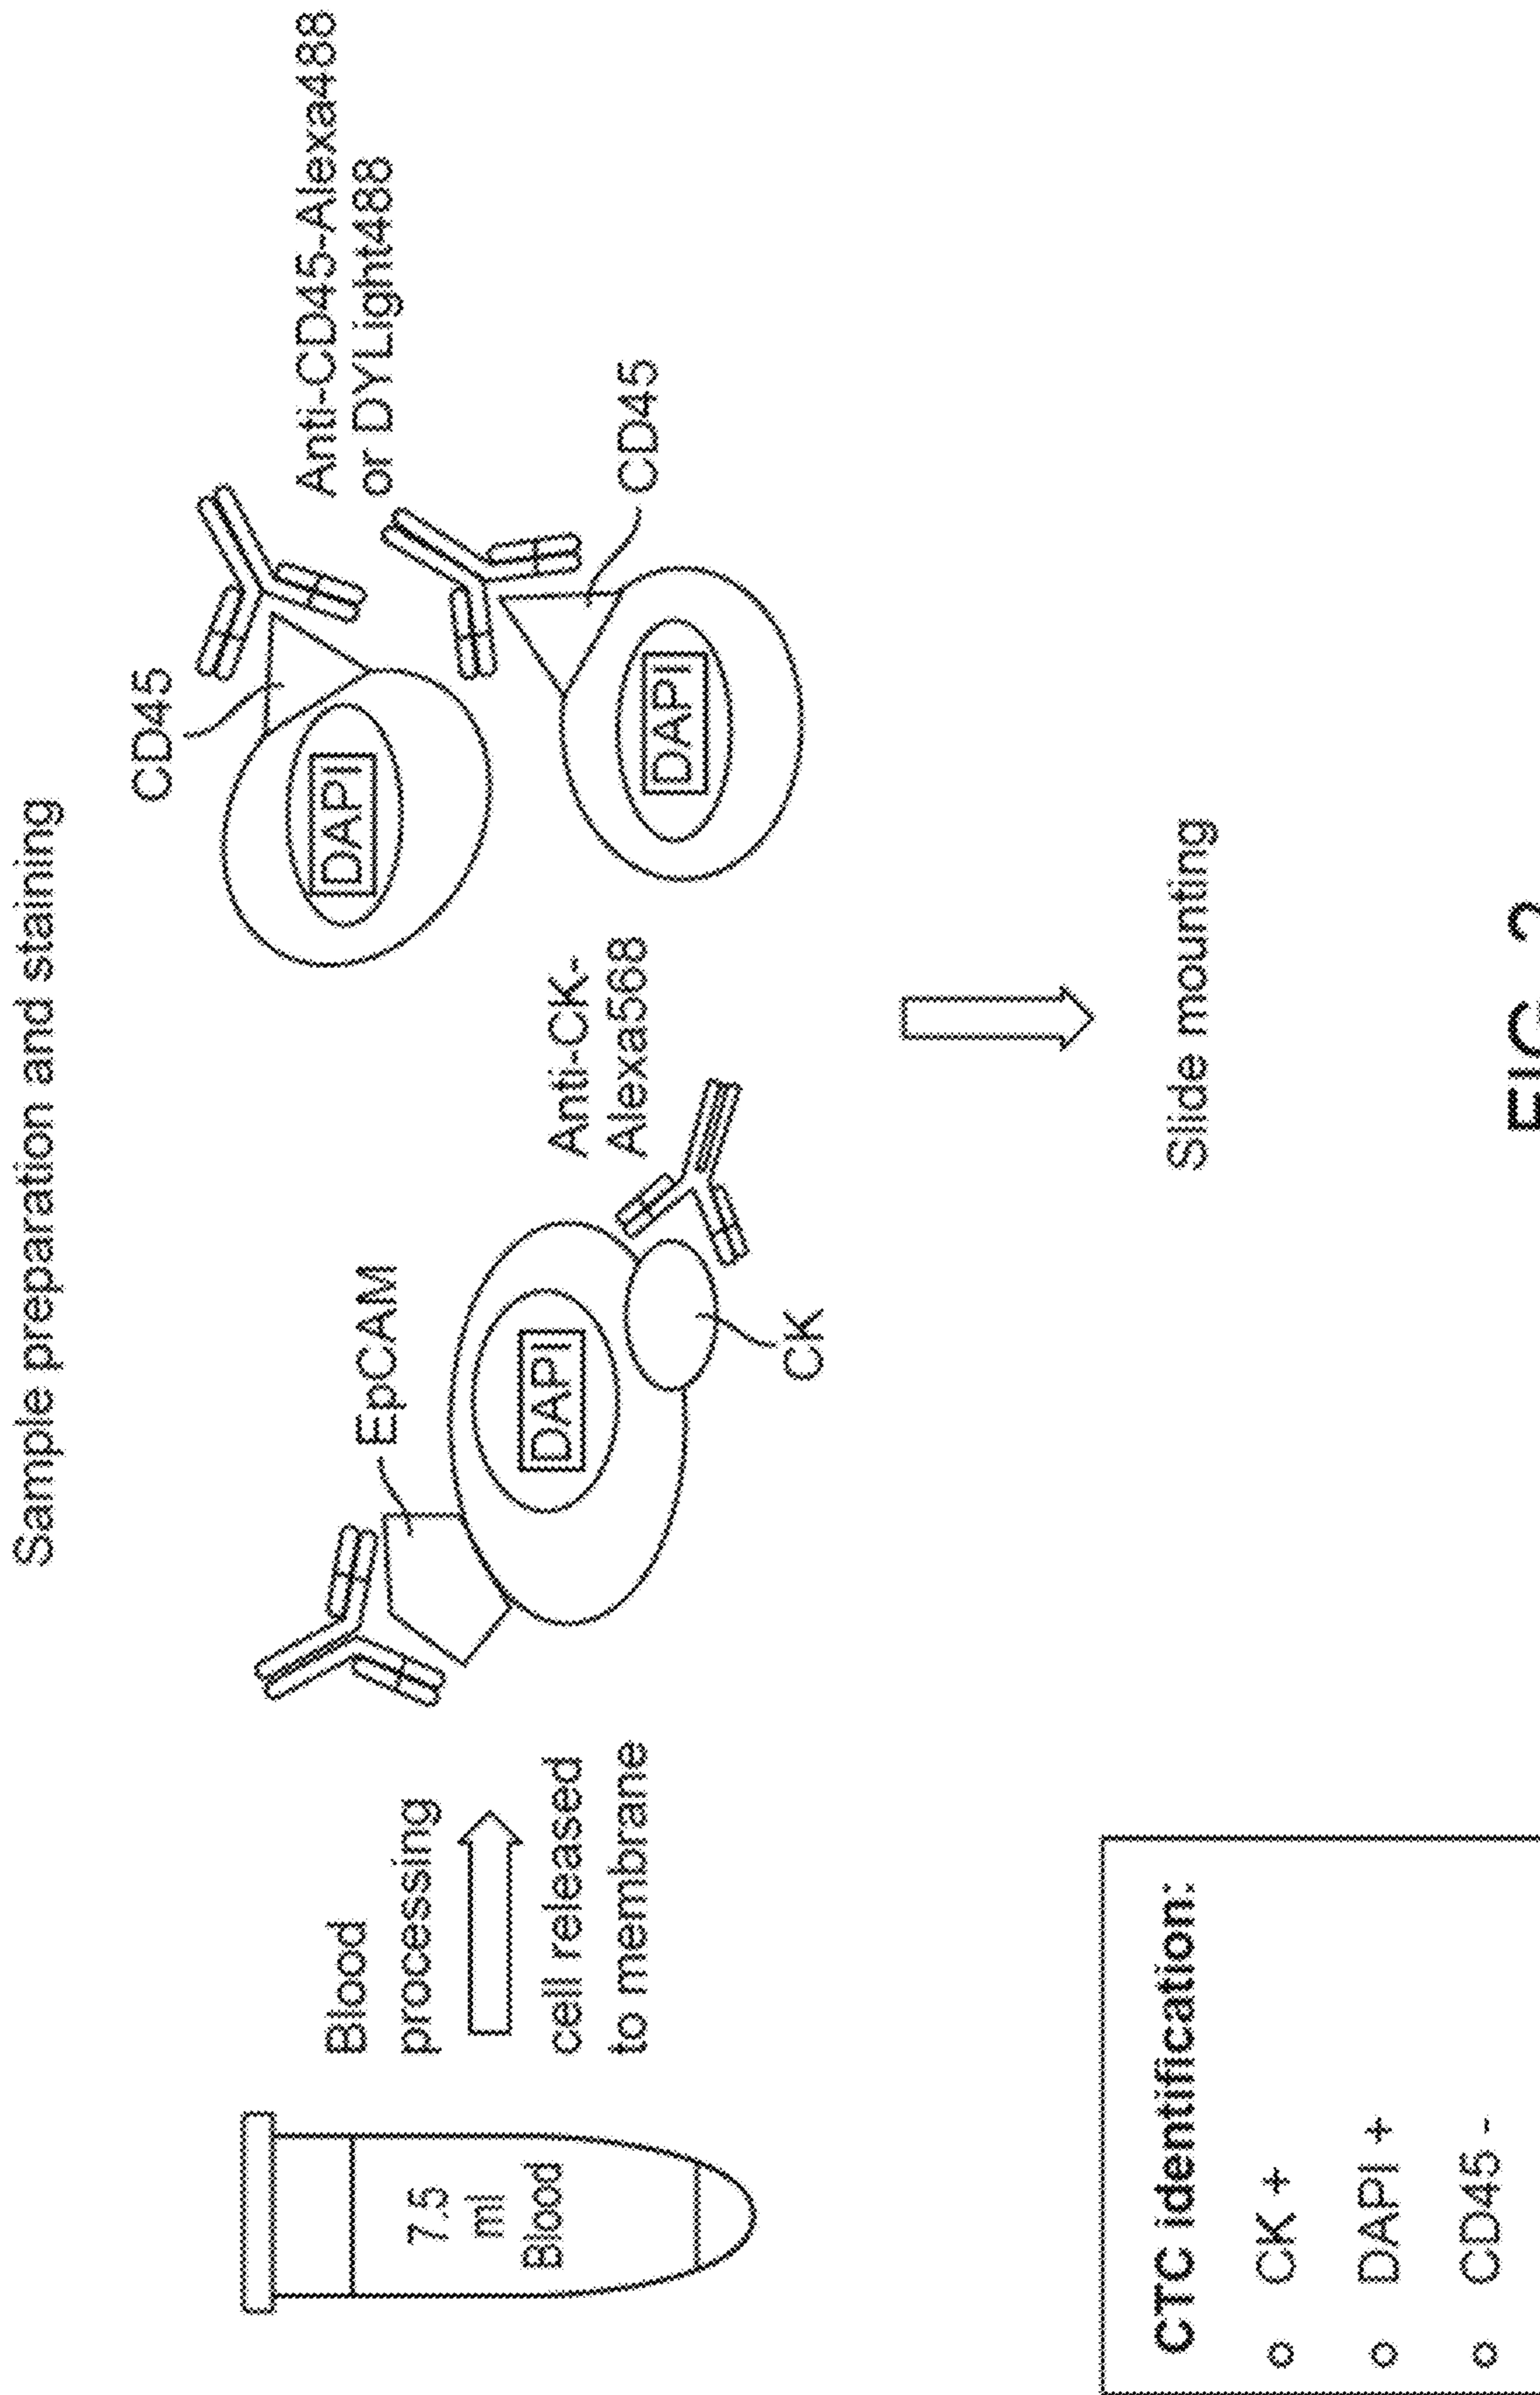 Sample preparation and staining
7.5
ml
Blood
Blood
processing
cell released
to membrane
EpCAM
DAPI
CK
Anti-CK-
Alexa568
CD45
DAPI
Anti-CD45-Alexa488
or DYLight488
CD45
DAPI
Slide mounting
CTC identification:
○ CK +
○ DAPI +
○ CD45 -